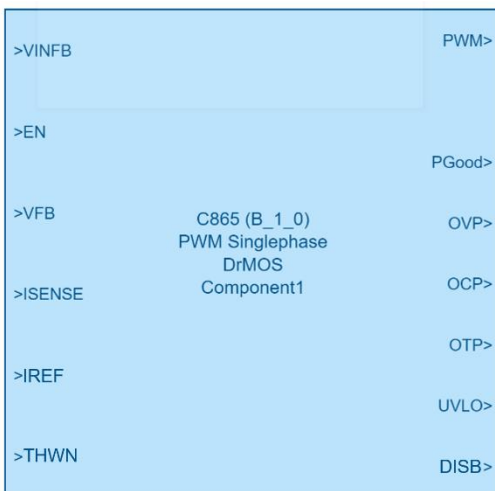 >VINFB
PWM>
>EN
PGood>
>VFB
C865 (B_1_0)
PWM Singlephase
DrMOS
Component1
OVP>
>ISENSE
OCP>
OTP>
>IREF
UVLO>
>THWN
DISB>